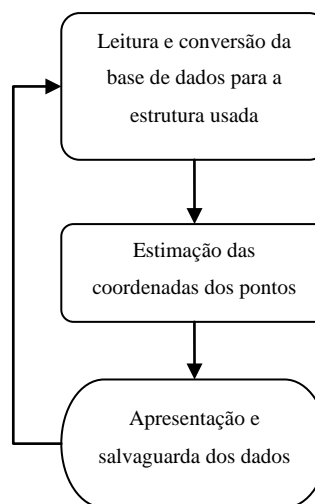 Leitura e conversão da
base de dados para a
estrutura usada
Estimação das
coordenadas dos pontos
Apresentação e
salvaguarda dos dados